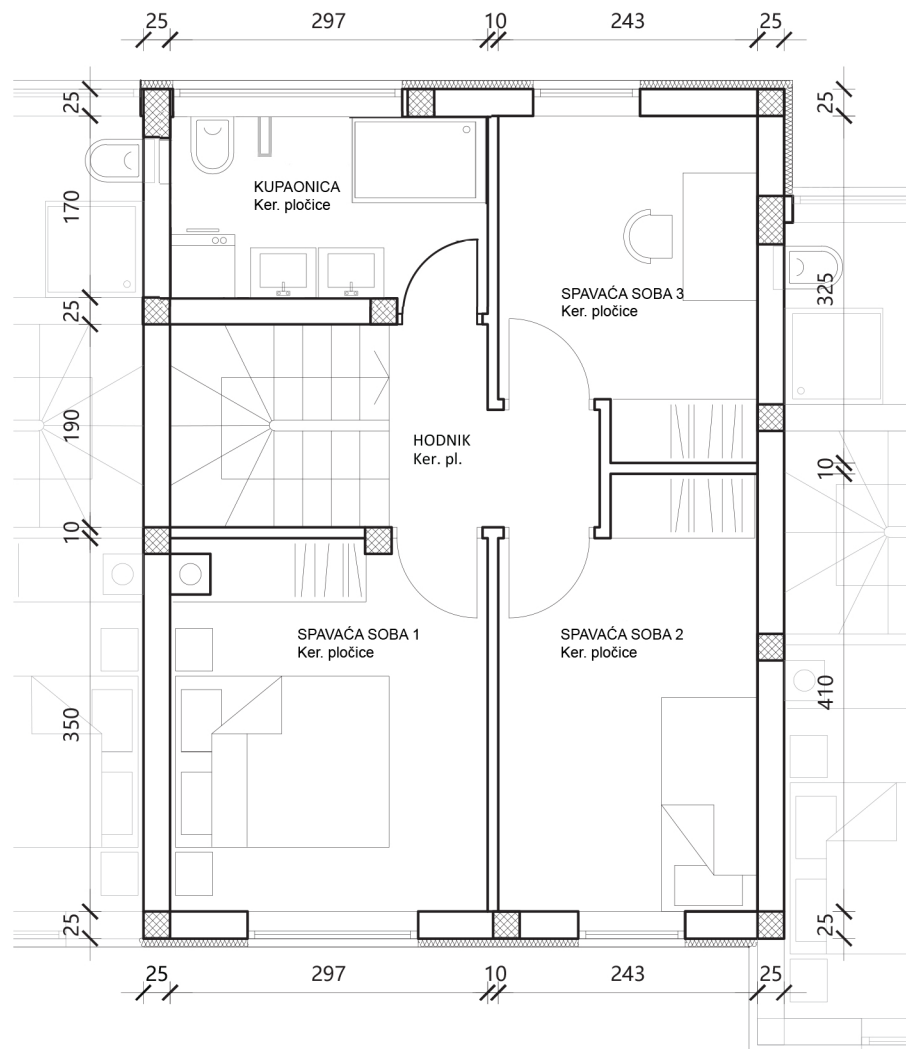 25 297 10 243 25
25
25
KUPAONICA
Ker. pločice
170
325
SPAVAĆA SOBA 3
Ker. pločice
25
190
HODNIK
Ker. pl.
10
10
SPAVAĆA SOBA 1
Ker. pločice
SPAVAĆA SOBA 2
Ker. pločice
350
410
25
25
25 297 10 243 25